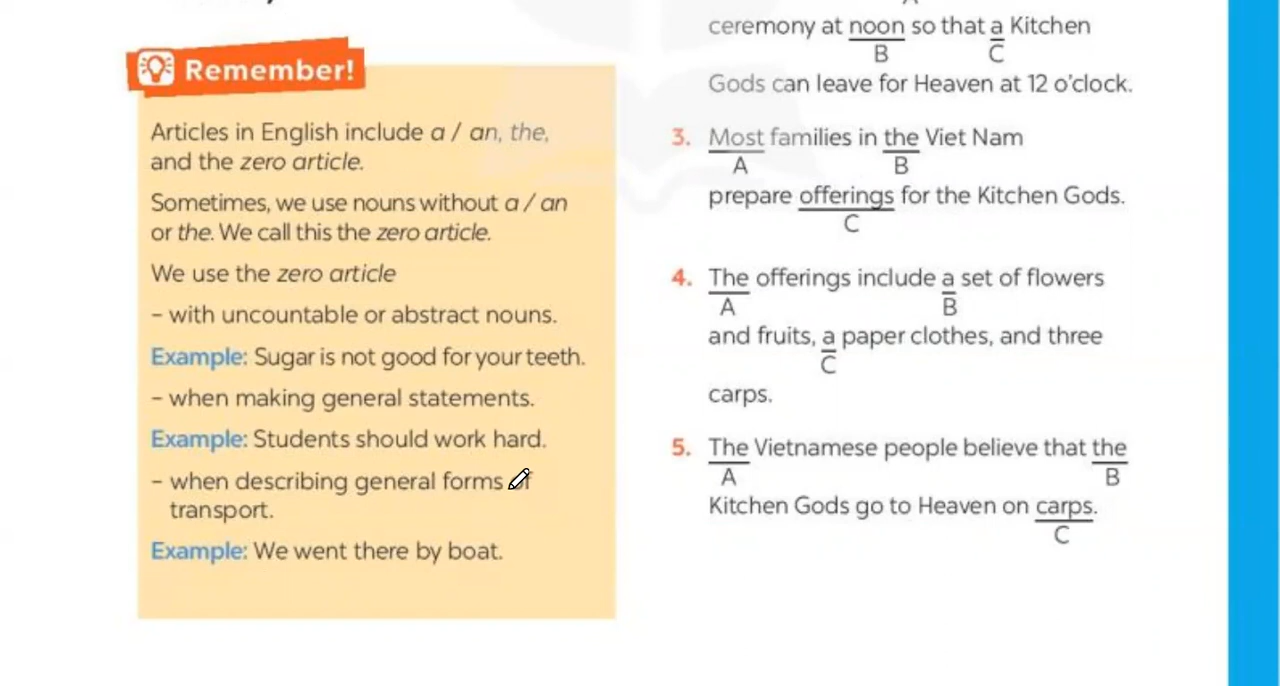 Remember!
Articles in English include a / an, the,
and the zero article.
Sometimes, we use nouns without a / an
or the. We call this the zero article.
We use the zero article
– with uncountable or abstract nouns.
Example: Sugar is not good for your teeth.
– when making general statements.
Example: Students should work hard.
– when describing general forms of
transport.
Example: We went there by boat.
ceremony at noon so that a Kitchen
B C
Gods can leave for Heaven at 12 o'clock.
3. Most families in the Viet Nam
A B
prepare offerings for the Kitchen Gods.
C
4. The offerings include a set of flowers
A B
and fruits, a paper clothes, and three
C
carps.
5. The Vietnamese people believe that the
A B
Kitchen Gods go to Heaven on carps.
C